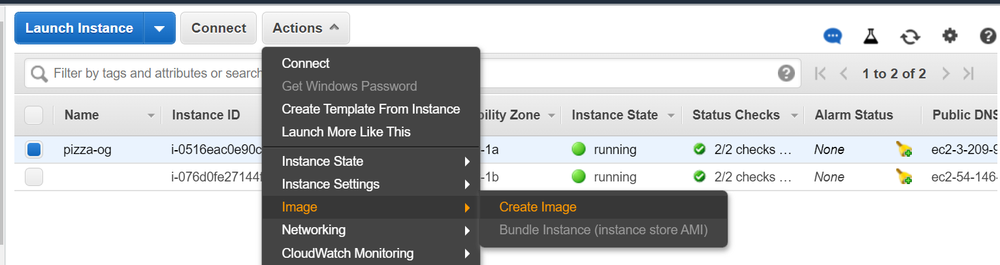 Launch Instance
Connect
Actions
Filter by tags and attributes or search
1 to 2 of 2
Connect
Get Windows Password
Create Template From Instance
Launch More Like This
Instance State
Instance Settings
Image
Networking
CloudWatch Monitoring
Create Image
Bundle Instance (instance store AMI)
Name Instance ID Zone Instance State Status Checks Alarm Status Public DNS
pizza-og i-0516eac0e90c -1a running 2/2 checks ... None ec2-3-209-9
i-076d0fe27144f -1b running 2/2 checks ... None ec2-54-146-